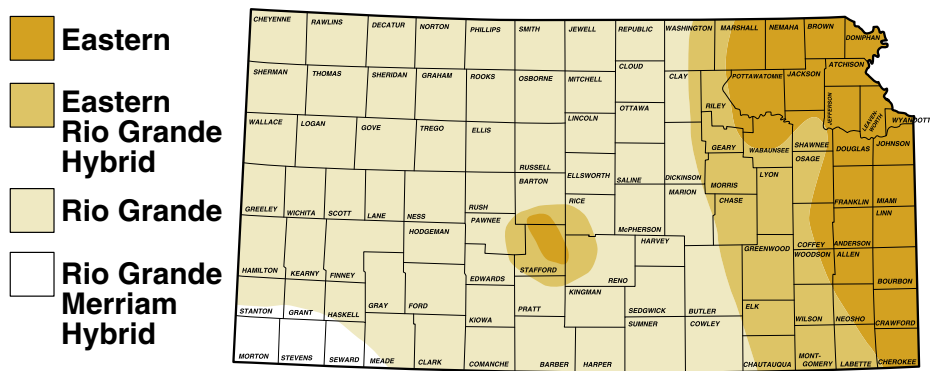 Eastern
Eastern
Rio Grande
Hybrid
Rio Grande
Rio Grande
Merriam
Hybrid
CHEYENNE
RAWLINS
DECATUR
NORTON
PHILLIPS
SMITH
JEWELL
REPUBLIC
WASHINGTON
MARSHALL
NEMAHA
BROWN
DONIPHAN
SHERMAN
THOMAS
SHERIDAN
GRAHAM
ROOKS
OSBORNE
MITCHELL
CLOUD
CLAY
RILEY
POTTAWATOMIE
JACKSON
ATCHISON
JEFFERSON
LEAVEN-
WORTH
WYANDOTT
WALLACE
LOGAN
GOVE
TREGO
ELLIS
RUSSELL
LINCOLN
OTTAWA
SALINE
DICKINSON
GEARY
WABAUNSEE
SHAWNEE
OSAGE
DOUGLAS
JOHNSON
GREELEY
WICHITA
SCOTT
LANE
NESS
RUSH
BARTON
ELLSWORTH
RICE
McPHERSON
MARION
MORRIS
CHASE
LYON
FRANKLIN
MIAMI
LINN
HAMILTON
KEARNY
FINNEY
HODGEMAN
PAWNEE
EDWARDS
STAFFORD
RENO
HARVEY
GREENWOOD
COFFEY
WOODSON
ANDERSON
ALLEN
BOURBON
STANTON
GRANT
HASKELL
GRAY
FORD
KIOWA
PRATT
KINGMAN
SEDGWICK
SUMNER
BUTLER
COWLEY
ELK
WILSON
NEOSHO
CRAWFORD
MORTON
STEVENS
SEWARD
MEADE
CLARK
COMANCHE
BARBER
HARPER
CHAUTAUQUA
MONT-
GOMERY
LABETTE
CHEROKEE